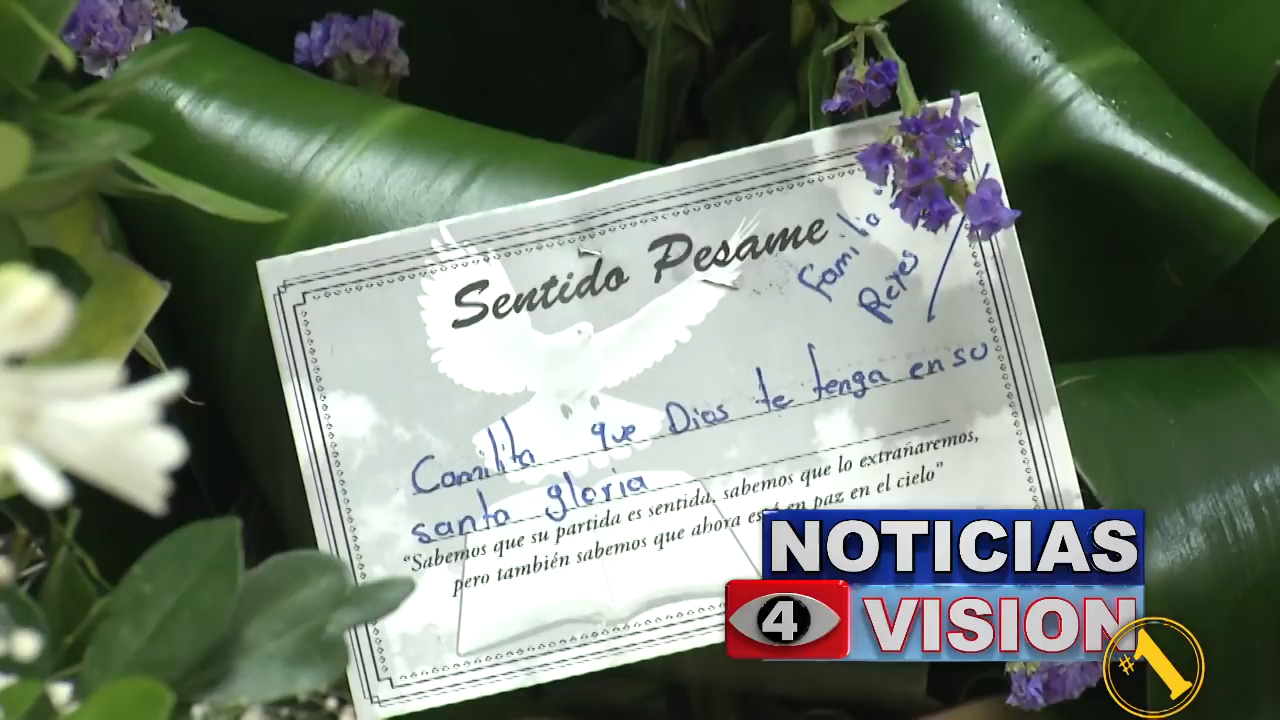 Sentido Pesame
Familia
Reyes
Camilita que Dios te tenga en su
santa gloria
"Sabemos que su partida es sentida, sabemos que lo extrañaremos,
pero también sabemos que ahora está en paz en el cielo"
NOTICIAS
4 VISION
#1